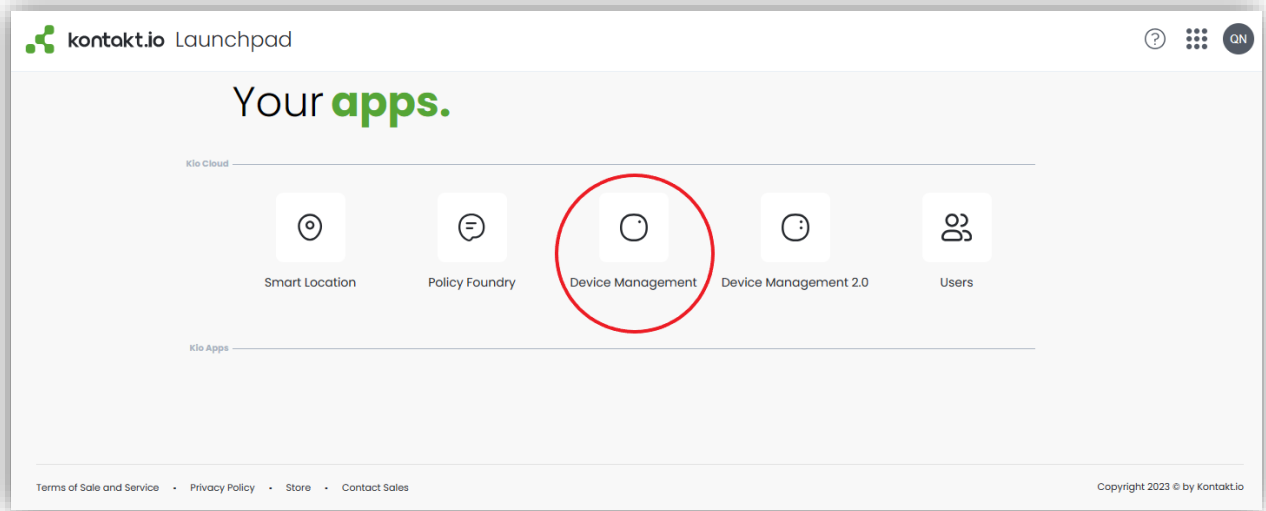 kontakt.io Launchpad
QN
Your apps.
Kio Cloud
Smart Location
Policy Foundry
Device Management
Device Management 2.0
Users
Kio Apps
Terms of Sale and Service • Privacy Policy • Store • Contact Sales
Copyright 2023 © by Kontakt.io